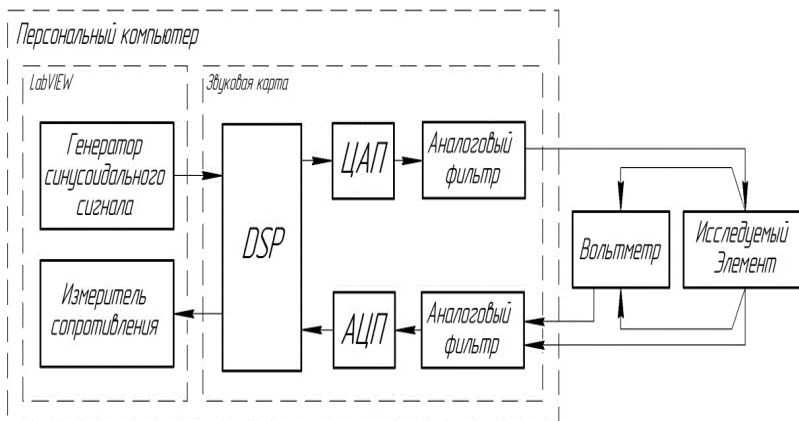 Персональный компьютер
LabVIEW
Звуковая карта
Генератор
синусоидального
сигнала
Измеритель
сопротивления
DSP
ЦАП
Аналоговый
фильтр
АЦП
Аналоговый
фильтр
Вольтметр
Исследуемый
Элемент